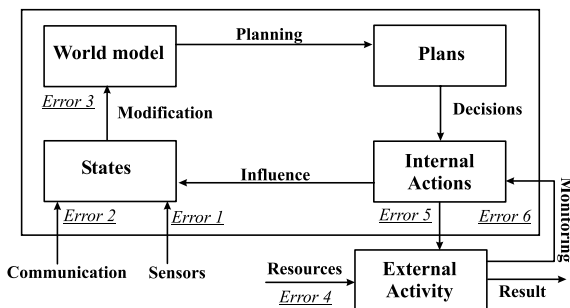 World model
Planning
Plans
Error 3
Modification
Decisions
States
Influence
Internal
Actions
Error 2
Error 1
Error 5
Error 6
Monitoring
Communication
Sensors
Resources
Error 4
External
Activity
Result